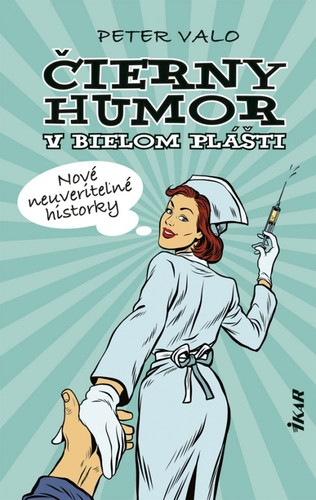 PETER VALO
ČIERNY
HUMOR
V BIELOM PLÁŠTI
Nové
neuveriteľné
historky
IKAR